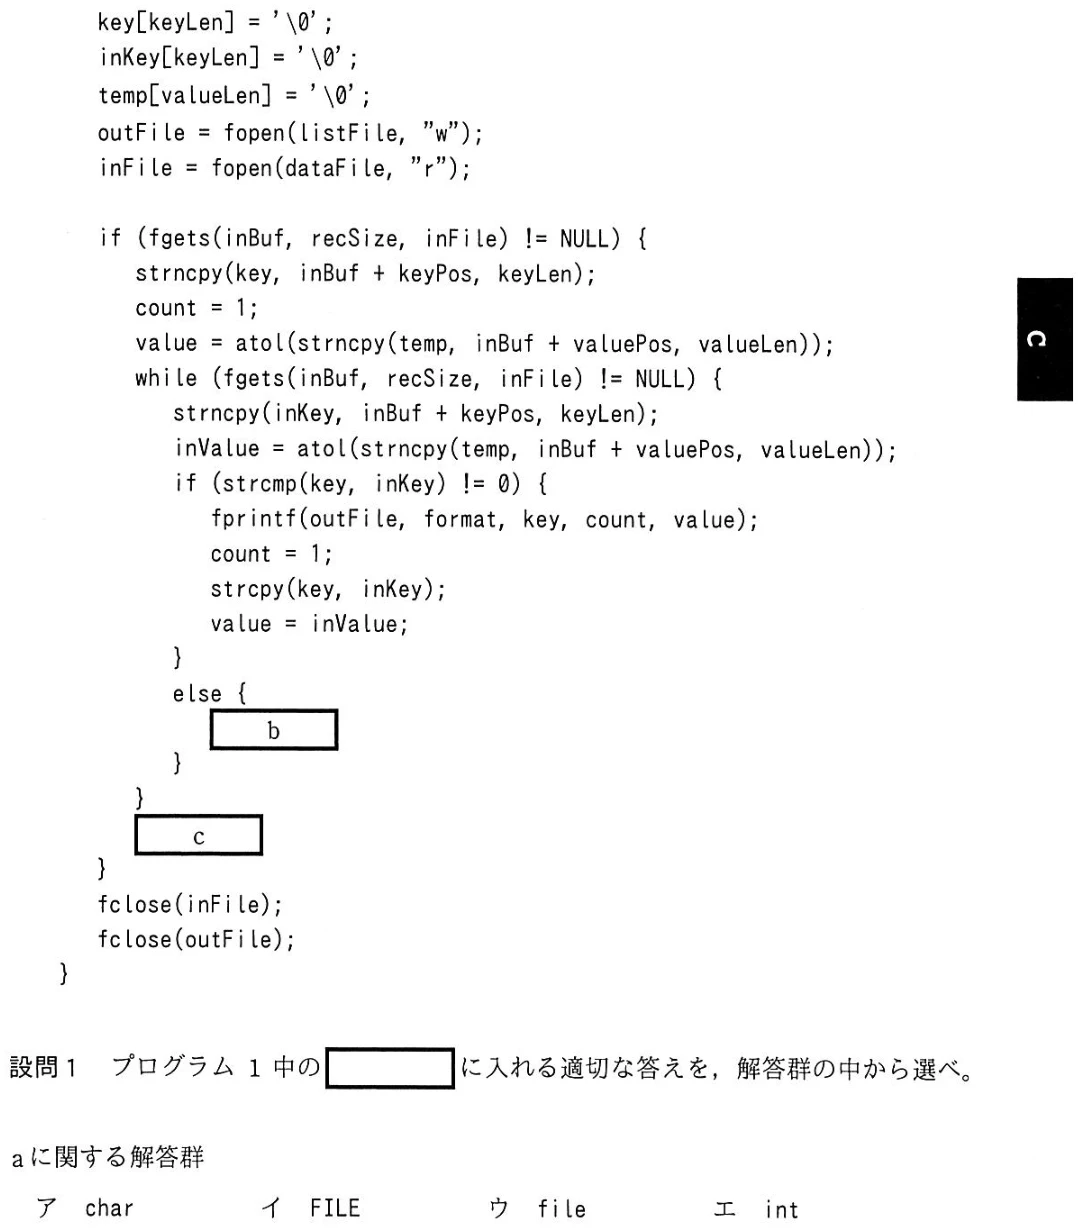 key[keyLen] = '\0';
inKey[keyLen] = '\0';
temp[valueLen] = '\0';
outFile = fopen(listFile, "w");
inFile = fopen(dataFile, "r");

if (fgets(inBuf, recSize, inFile) != NULL) {
   strncpy(key, inBuf + keyPos, keyLen);
   count = 1;
   value = atol(strncpy(temp, inBuf + valuePos, valueLen));
   while (fgets(inBuf, recSize, inFile) != NULL) {
      strncpy(inKey, inBuf + keyPos, keyLen);
      inValue = atol(strncpy(temp, inBuf + valuePos, valueLen));
      if (strcmp(key, inKey) != 0) {
         fprintf(outFile, format, key, count, value);
         count = 1;
         strcpy(key, inKey);
         value = inValue;
      }
      else {
         b
      }
   }
   c
}
fclose(inFile);
fclose(outFile);
}
C
設問1 プログラム 1 中の に入れる適切な答えを，解答群の中から選べ。
aに関する解答群
ア char イ FILE ウ file エ int